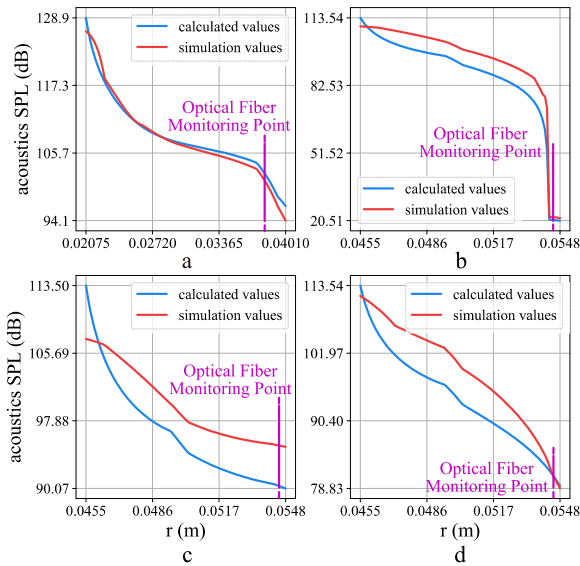 128.9
117.3
105.7
94.1
acoustics SPL (dB)
calculated values
simulation values
Optical Fiber
Monitoring Point
0.02075
0.02720
0.03365
0.04010
a
113.54
82.53
51.52
20.51
Optical Fiber
Monitoring Point
calculated values
simulation values
0.0455
0.0486
0.0517
0.0548
b
113.50
105.69
97.88
90.07
acoustics SPL (dB)
calculated values
simulation values
Optical Fiber
Monitoring Point
0.0455
0.0486
0.0517
0.0548
r (m)
c
113.54
101.97
90.40
78.83
calculated values
simulation values
Optical Fiber
Monitoring Point
0.0455
0.0486
0.0517
0.0548
r (m)
d